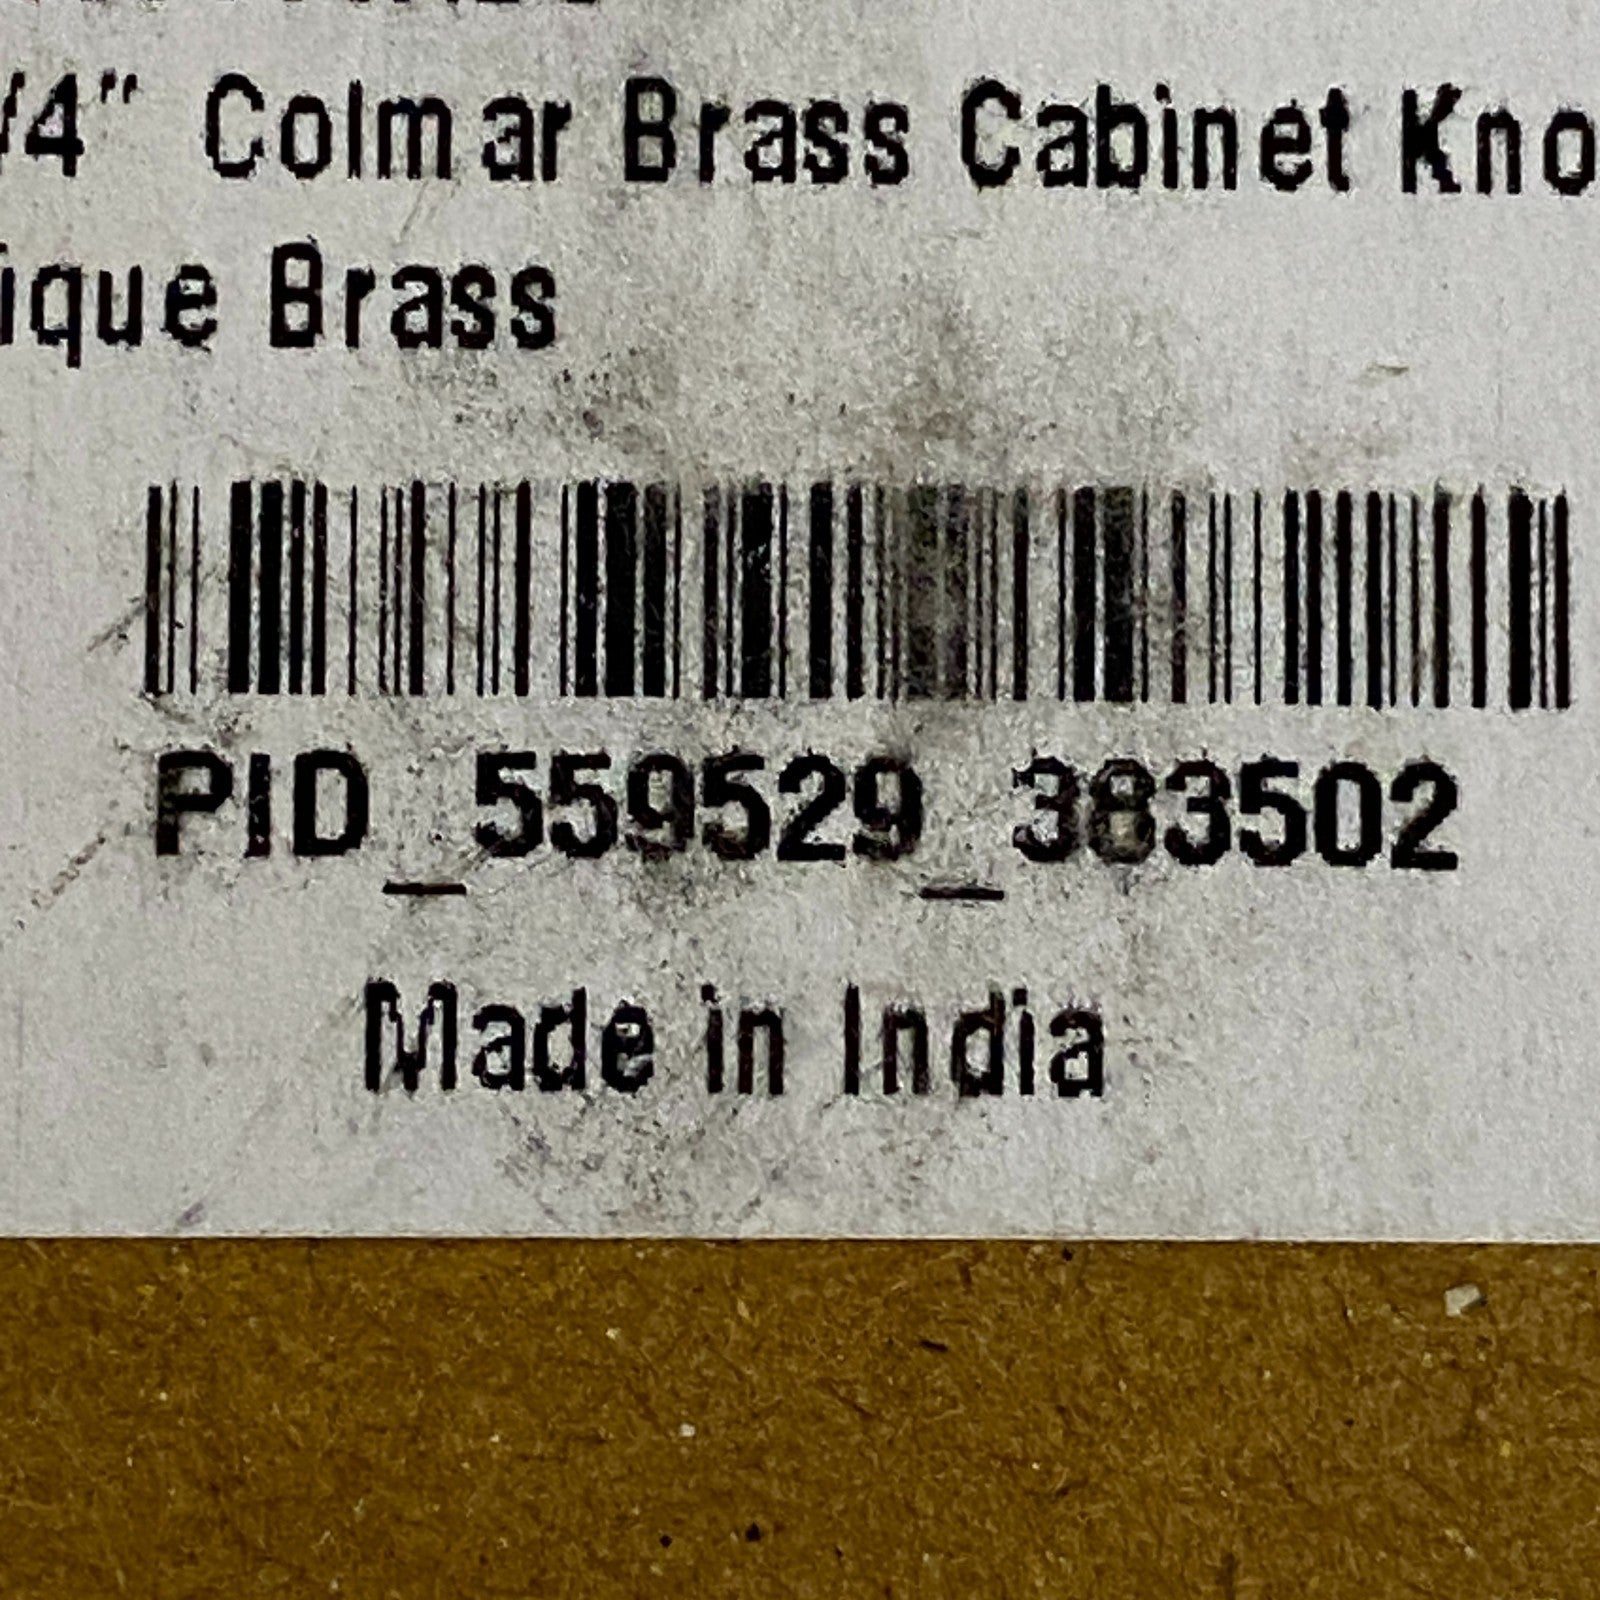 /4" Colmar Brass Cabinet Kno
ique Brass
PID_559529_383502
Made in India